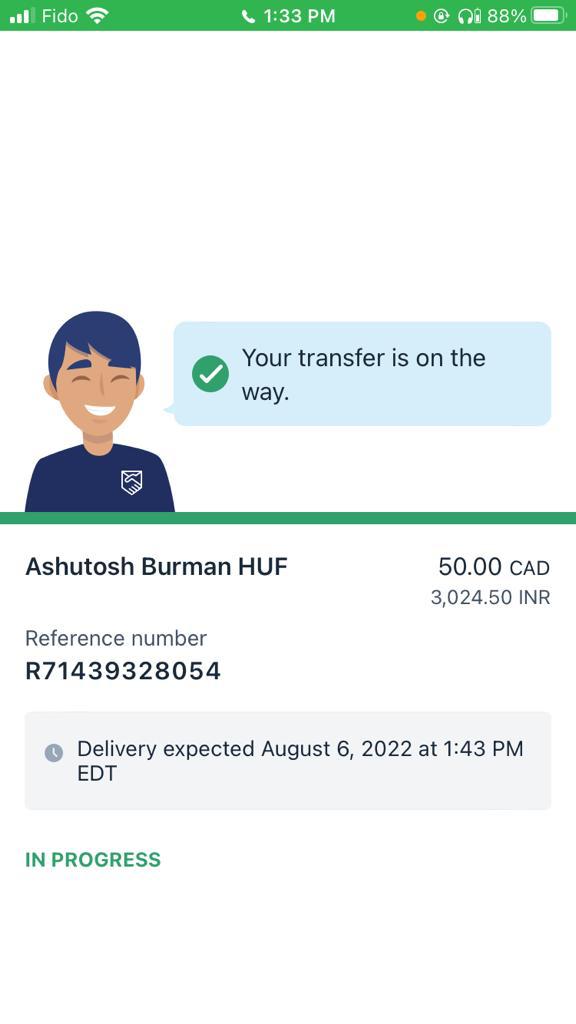 Fido 1:33 PM 88%
Your transfer is on the
way.
Ashutosh Burman HUF 50.00 CAD
3,024.50 INR
Reference number
R71439328054
Delivery expected August 6, 2022 at 1:43 PM
EDT
IN PROGRESS